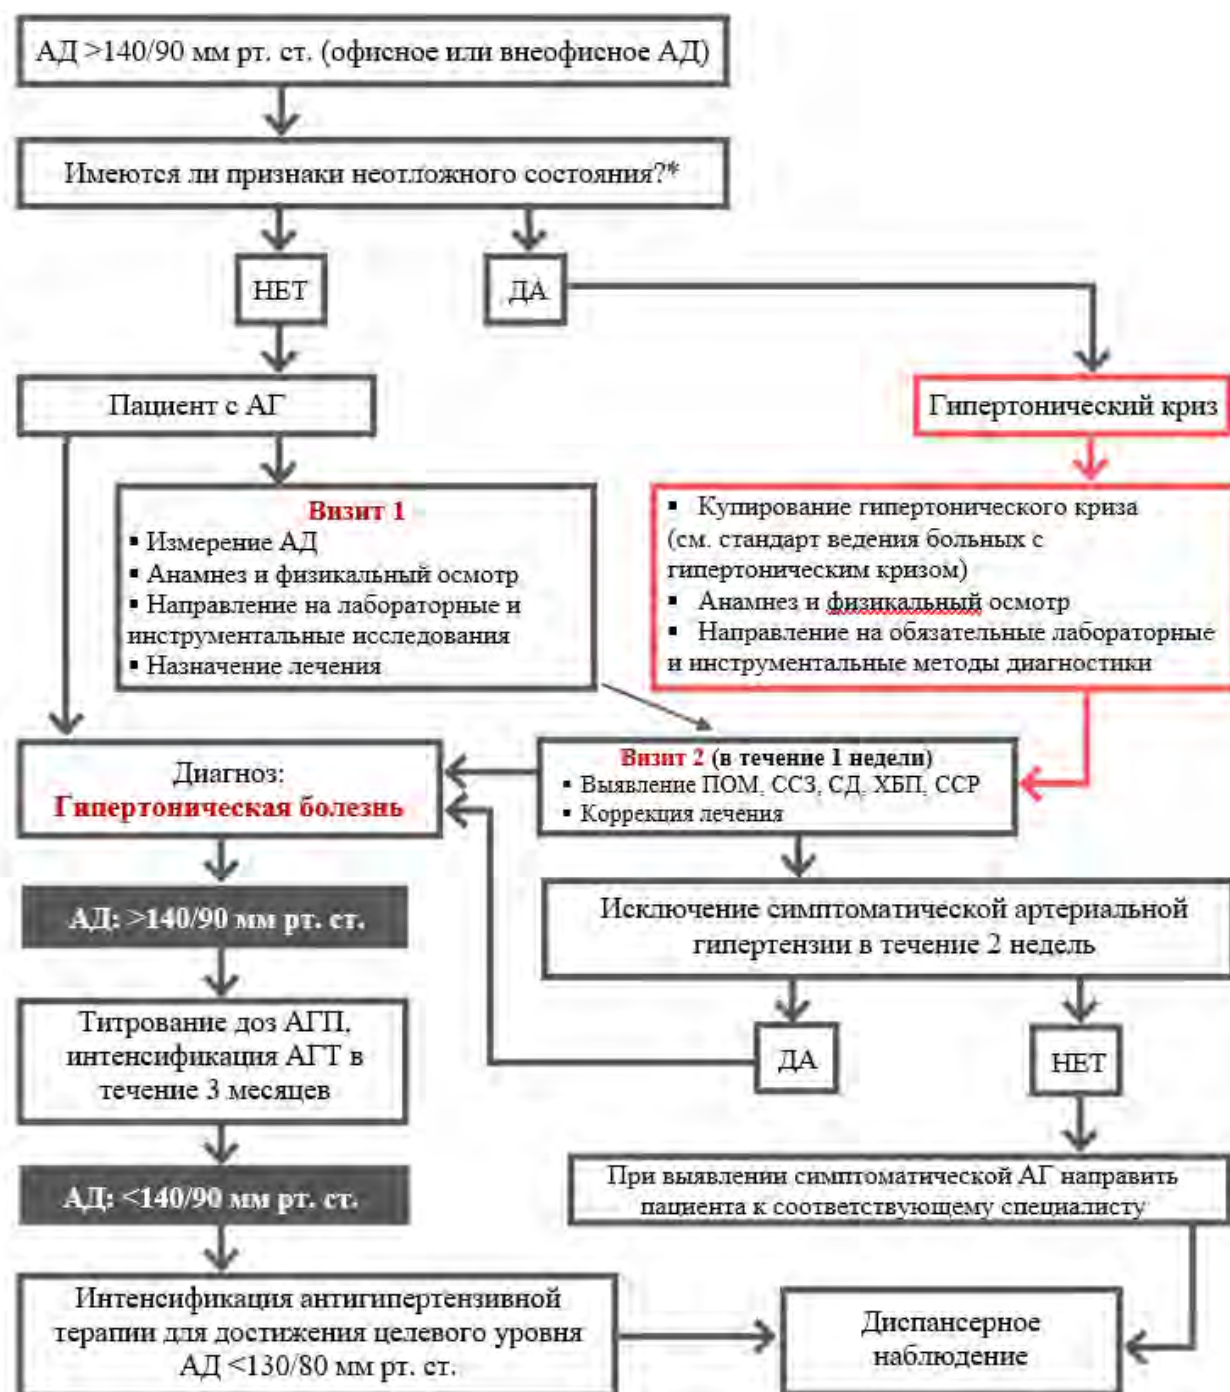 АД >140/90 мм рт. ст. (офисное или внеофисное АД)
Имеются ли признаки неотложного состояния?*
НЕТ
ДА
Пациент с АГ
Гипертонический криз
Визит 1
▪ Измерение АД
▪ Анамнез и физикальный осмотр
▪ Направление на лабораторные и
инструментальные исследования
▪ Назначение лечения
▪ Купирование гипертонического криза
(см. стандарт ведения больных с
гипертоническим кризом)
▪ Анамнез и физикальный осмотр
▪ Направление на обязательные лабораторные
и инструментальные методы диагностики
Диагноз:
Гипертоническая болезнь
Визит 2 (в течение 1 недели)
▪ Выявление ПОМ, ССЗ, СД, ХБП, ССР
▪ Коррекция лечения
АД: >140/90 мм рт. ст.
Исключение симптоматической артериальной
гипертензии в течение 2 недель
Титрование доз АГП,
интенсификация АГТ в
течение 3 месяцев
ДА
НЕТ
АД: <140/90 мм рт. ст.
При выявлении симптоматической АГ направить
пациента к соответствующему специалисту
Интенсификация антигипертензивной
терапии для достижения целевого уровня
АД <130/80 мм рт. ст.
Диспансерное
наблюдение